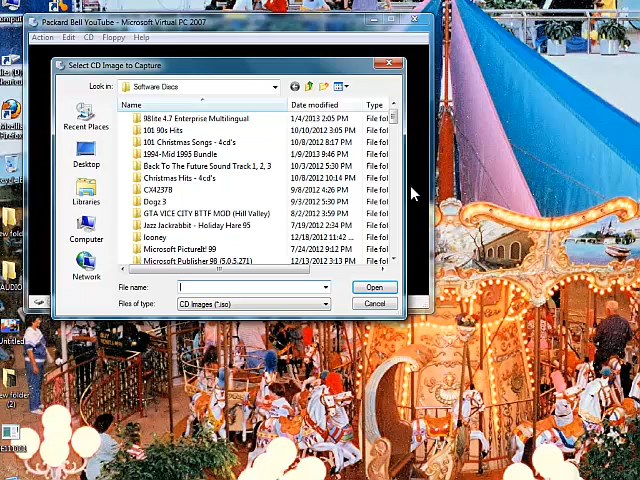 Packard Bell YouTube - Microsoft Virtual PC 2007
Action Edit CD Floppy Help
Select CD Image to Capture
Look in: Software Discs
Name Date modified Type
98lite 4.7 Enterprise Multilingual 1/4/2013 2:05 PM File fol
101 90s Hits 10/10/2012 3:05 PM File fol
101 Christmas Songs - 4cd's 10/8/2012 8:17 PM File fol
1994-Mid 1995 Bundle 1/9/2013 9:46 PM File fol
Back To The Future Sound Track 1, 2, 3 10/3/2012 5:30 PM File fol
Christmas Hits - 4cd's 10/8/2012 10:14 PM File fol
CX4237B 9/8/2012 4:26 PM File fol
Dogz 3 9/3/2012 5:30 PM File fol
GTA VICE CITY BTTF MOD (Hill Valley) 8/2/2012 3:59 PM File fol
Jazz Jackrabbit - Holiday Hare 95 7/19/2012 2:34 PM File fol
looney 12/18/2012 11:42 ... File fol
Microsoft PictureIt! 99 7/24/2012 9:12 PM File fol
Microsoft Publisher 98 (5.0.5.271) 12/13/2012 3:13 PM File fol
Recent Places
Desktop
Libraries
Computer
Network
File name:
Open
Files of type: CD Images (*.iso)
Cancel
Mozilla
Firefox
Untitled
(2)